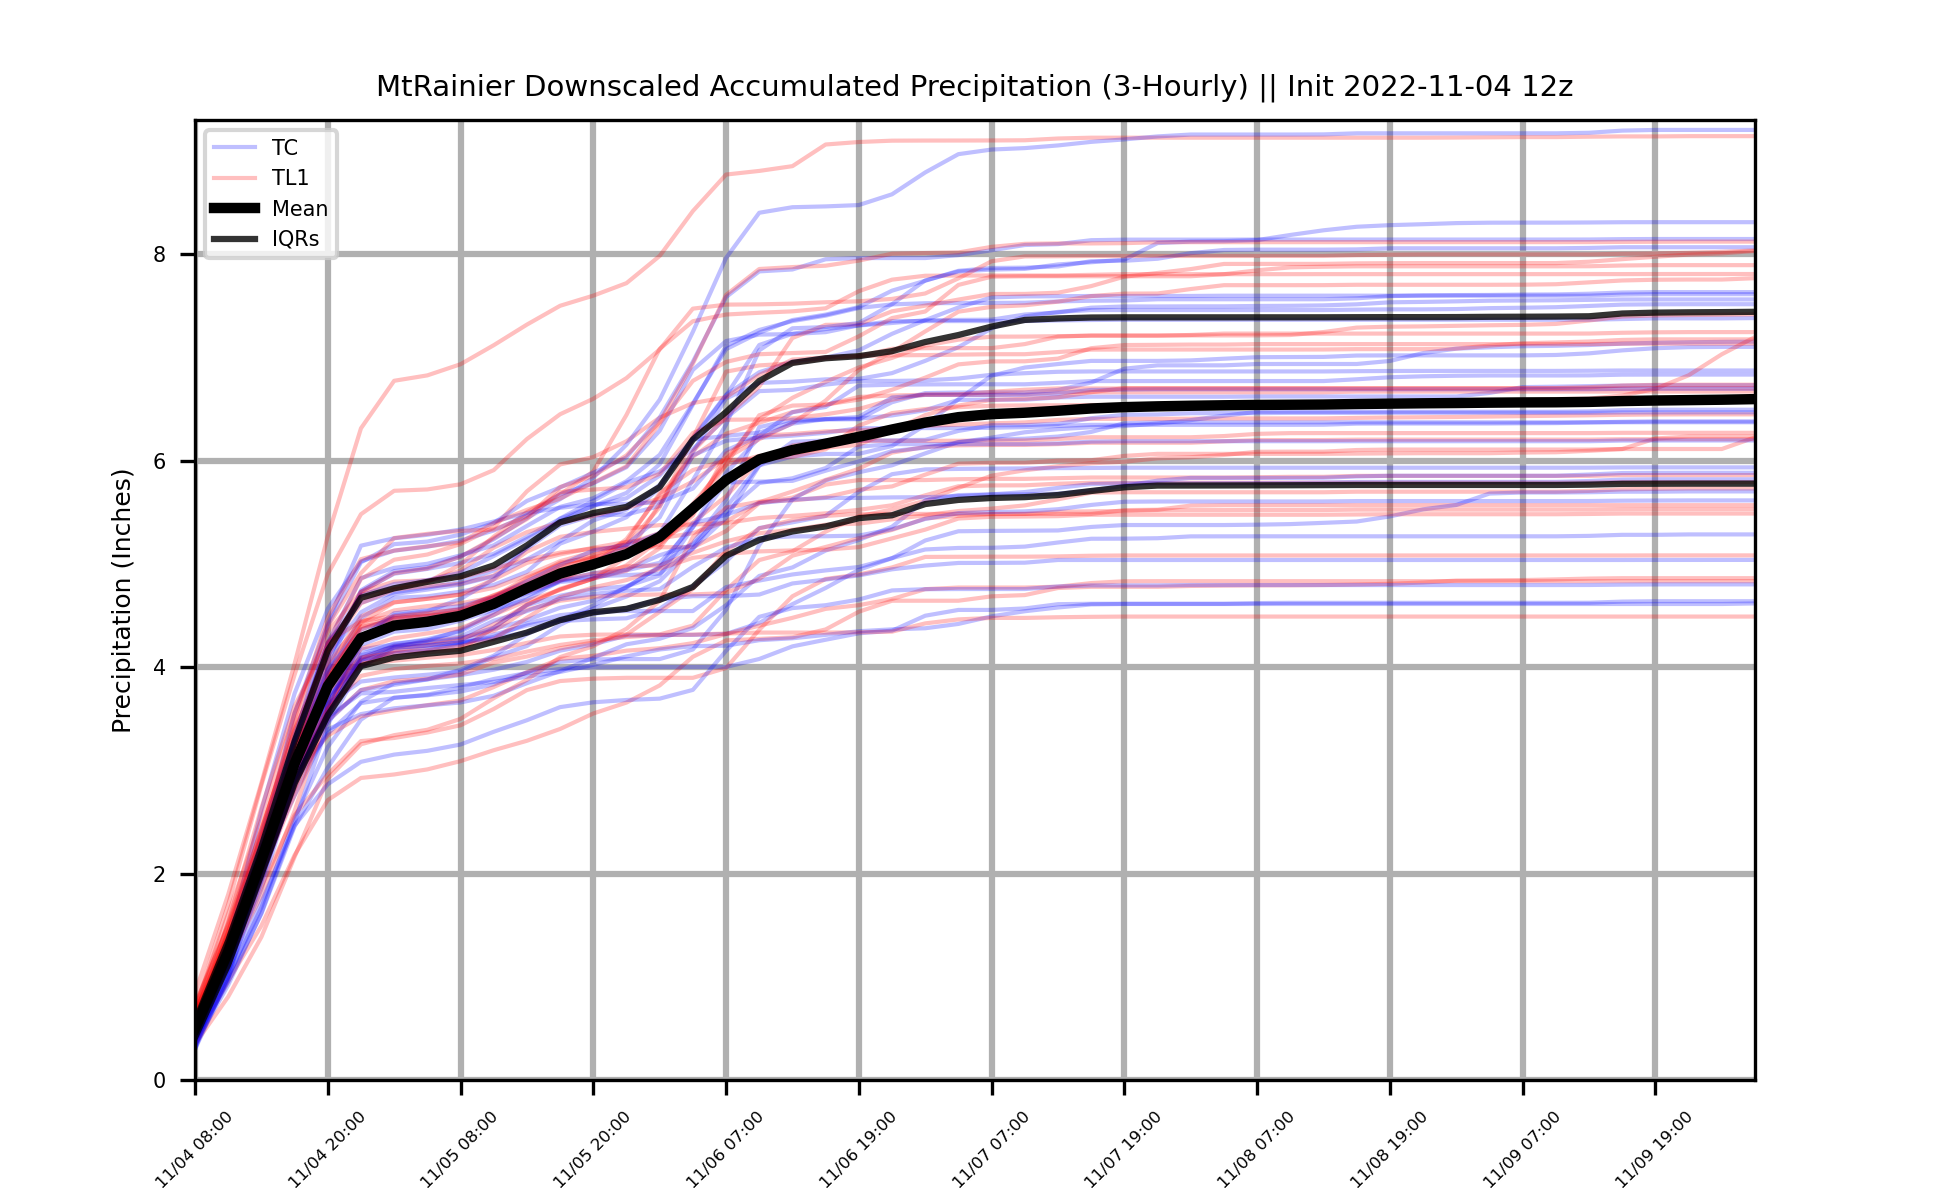 MtRainier Downscaled Accumulated Precipitation (3-Hourly) || Init 2022-11-04 12z
TC
TL1
Mean
IQRs
Precipitation (Inches)
8
6
4
2
0
11/04 08:00
11/04 20:00
11/05 08:00
11/05 20:00
11/06 07:00
11/06 19:00
11/07 07:00
11/07 19:00
11/08 07:00
11/08 19:00
11/09 07:00
11/09 19:00